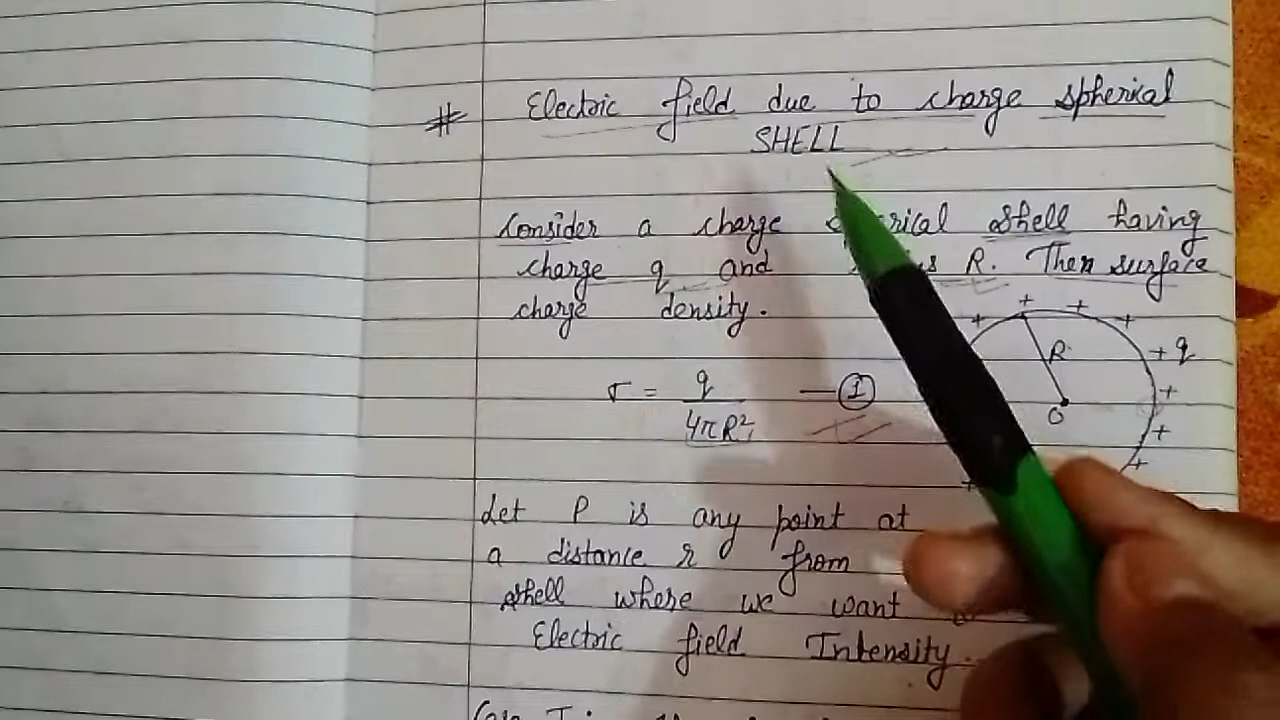 # Electric field due to charge spherical
SHELL
Consider a charge shell having
charge q and R. Then surface
charge density.
σ = q / 4πR² — ①
+ + + + + q + + + +
R
O
Let P is any point at
a distance r from
shell where we want
Electric field Intensity.